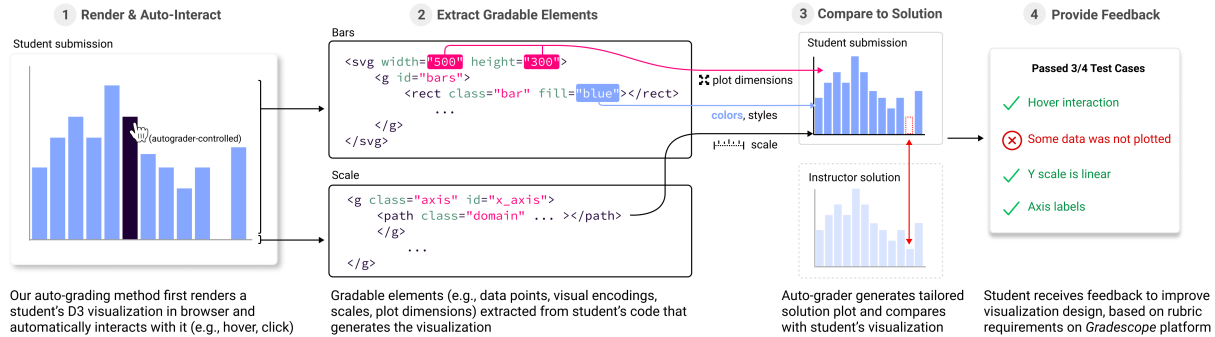 1 Render & Auto-Interact
Student submission
(autograder-controlled)
Our auto-grading method first renders a
student's D3 visualization in browser and
automatically interacts with it (e.g., hover, click)
2 Extract Gradable Elements
Bars
<svg width="500" height="300">
<g id="bars">
<rect class="bar" fill="blue"></rect>
...
</g>
</svg>
Scale
<g class="axis" id="x_axis">
<path class="domain" ... ></path>
</g>
...
</g>
Gradable elements (e.g., data points, visual encodings,
scales, plot dimensions) extracted from student's code that
generates the visualization
plot dimensions
colors, styles
scale
3 Compare to Solution
Student submission
Instructor solution
Auto-grader generates tailored
solution plot and compares
with student's visualization
4 Provide Feedback
Passed 3/4 Test Cases
Hover interaction
Some data was not plotted
Y scale is linear
Axis labels
Student receives feedback to improve
visualization design, based on rubric
requirements on Gradescope platform